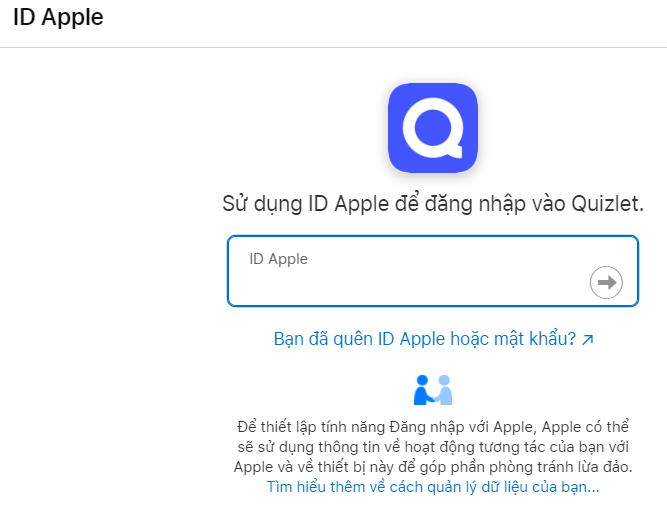 ID Apple
Sử dụng ID Apple để đăng nhập vào Quizlet.
ID Apple
Bạn đã quên ID Apple hoặc mật khẩu? ↗
Để thiết lập tính năng Đăng nhập với Apple, Apple có thể
sẽ sử dụng thông tin về hoạt động tương tác của bạn với
Apple và về thiết bị này để góp phần phòng tránh lừa đảo.
Tìm hiểu thêm về cách quản lý dữ liệu của bạn...